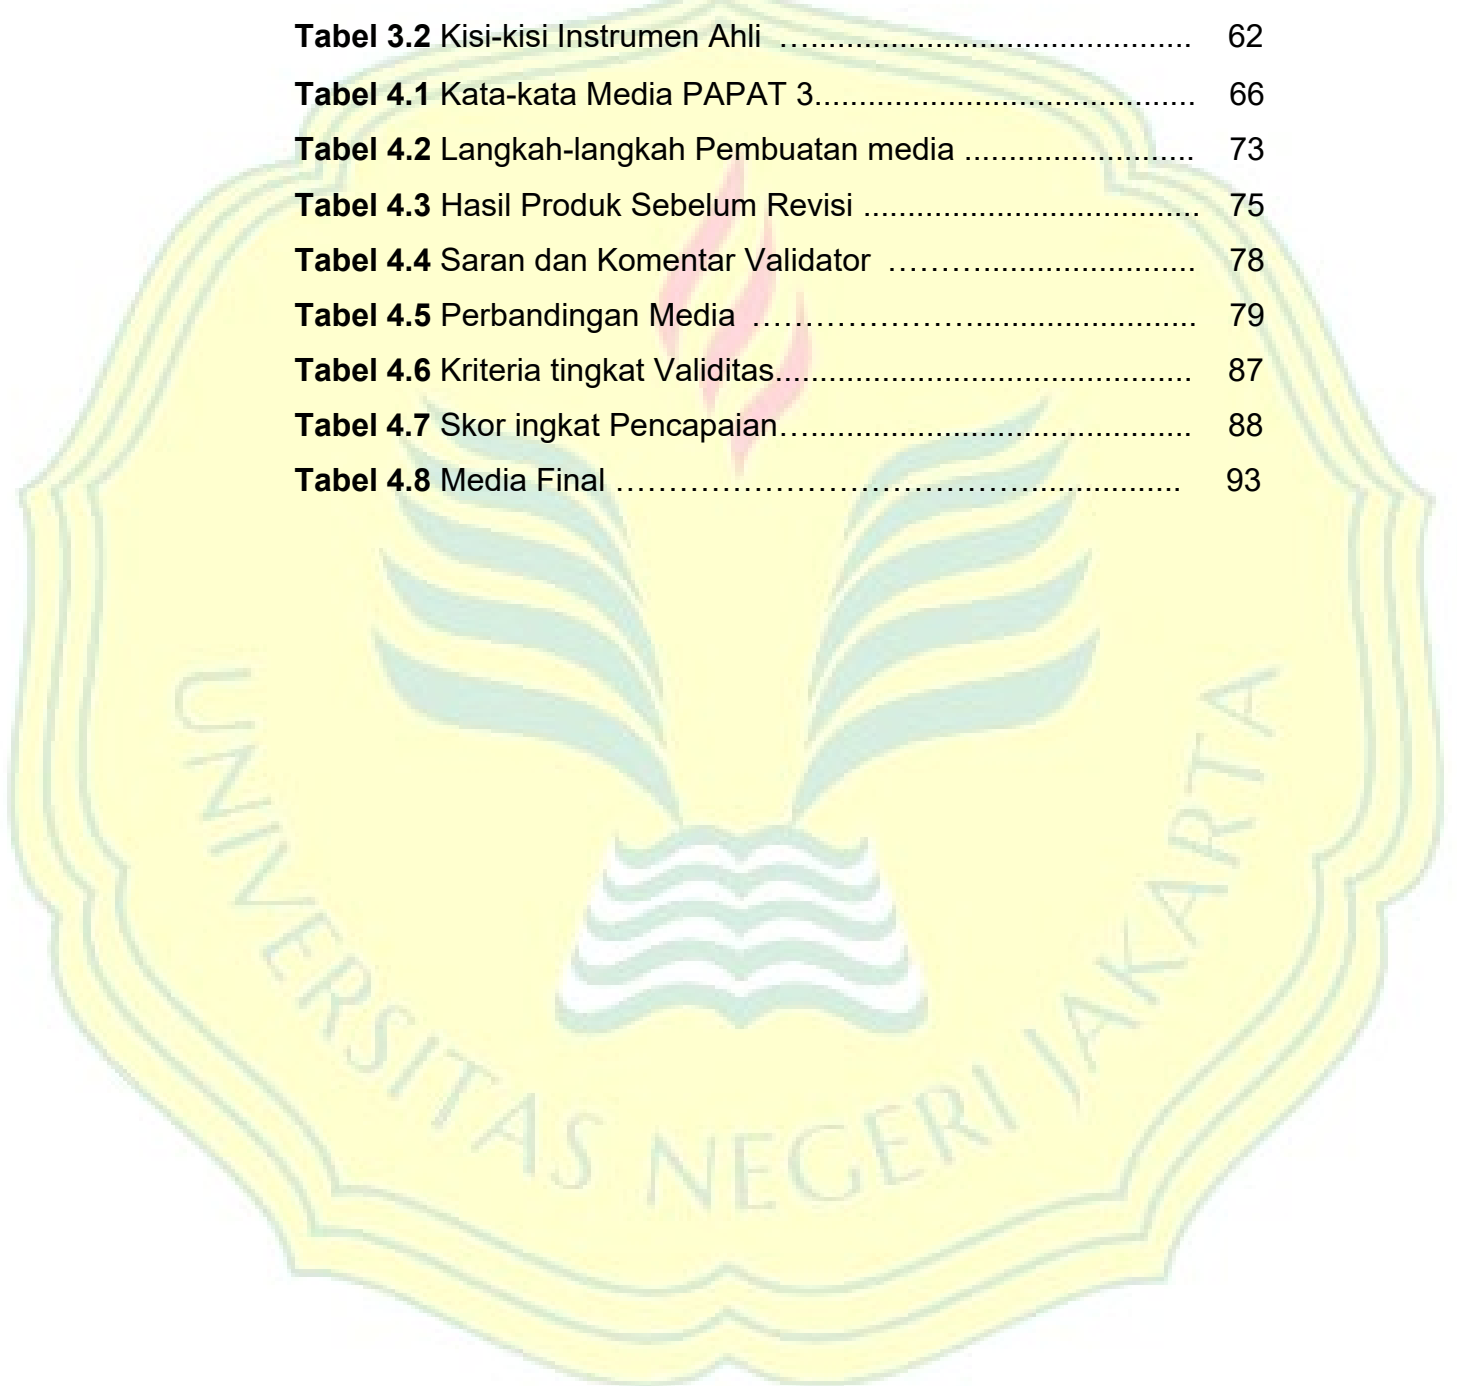 Tabel 3.2 Kisi-kisi Instrumen Ahli ….......................................... 62
Tabel 4.1 Kata-kata Media PAPAT 3.......................................... 66
Tabel 4.2 Langkah-langkah Pembuatan media .......................... 73
Tabel 4.3 Hasil Produk Sebelum Revisi ...................................... 75
Tabel 4.4 Saran dan Komentar Validator ………........................ 78
Tabel 4.5 Perbandingan Media …………………......................... 79
Tabel 4.6 Kriteria tingkat Validitas............................................... 87
Tabel 4.7 Skor ingkat Pencapaian….......................................... 88
Tabel 4.8 Media Final ……………………………….................... 93
UNIVERSITAS NEGERI JAKARTA